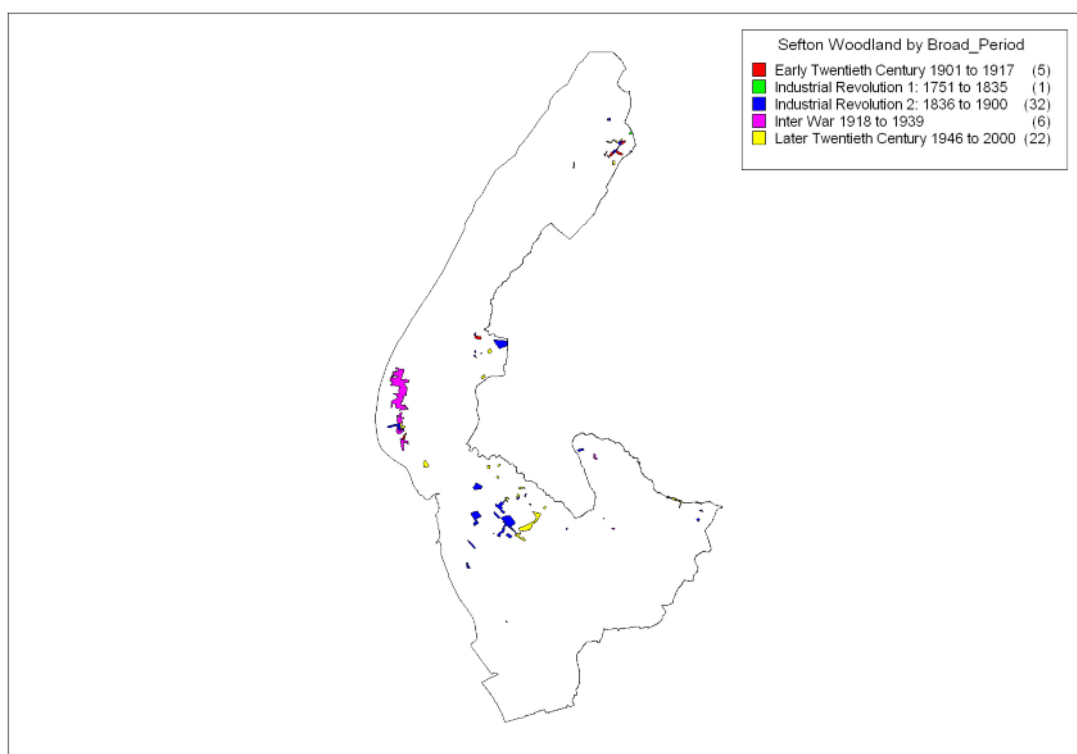 Sefton Woodland by Broad_Period
Early Twentieth Century 1901 to 1917 (5)
Industrial Revolution 1: 1751 to 1835 (1)
Industrial Revolution 2: 1836 to 1900 (32)
Inter War 1918 to 1939 (6)
Later Twentieth Century 1946 to 2000 (22)